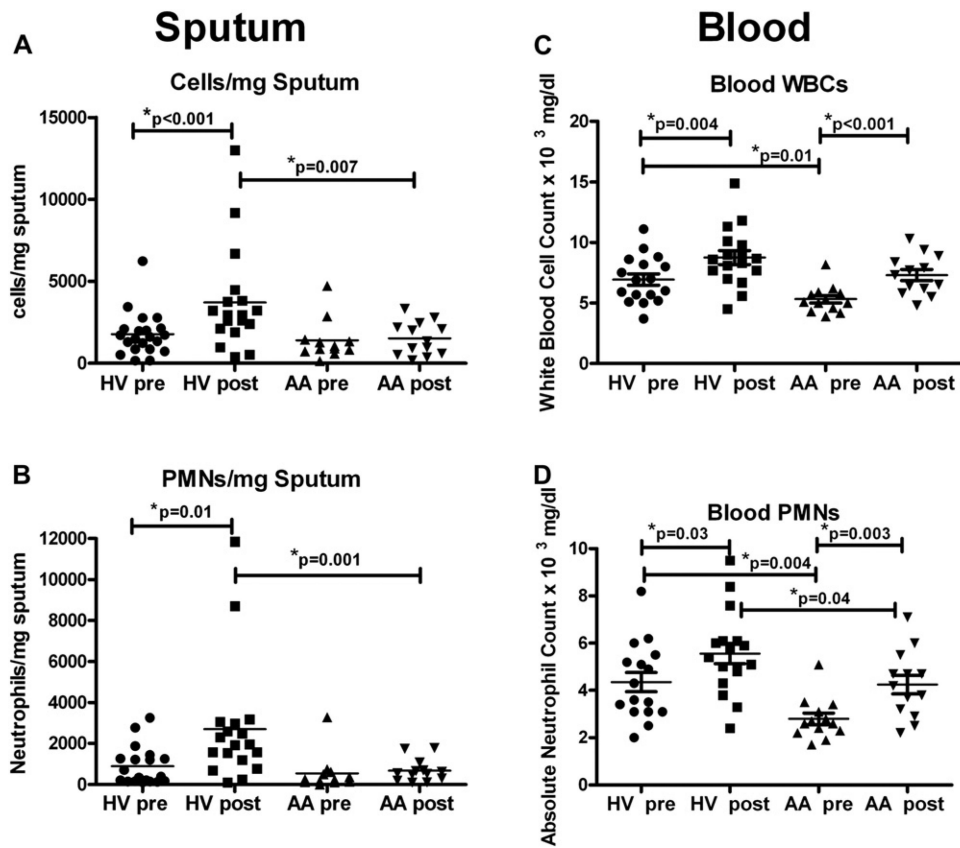 Sputum
Blood
A
Cells/mg Sputum
cells/mg sputum
15000
10000
5000
0
*p<0.001
*p=0.007
HV pre
HV post
AA pre
AA post
C
Blood WBCs
White Blood Cell Count x 10³ mg/dl
20
15
10
5
0
*p=0.004
*p<0.001
*p=0.01
HV pre
HV post
AA pre
AA post
B
PMNs/mg Sputum
Neutrophils/mg sputum
12000
10000
8000
6000
4000
2000
0
*p=0.01
*p=0.001
HV pre
HV post
AA pre
AA post
D
Blood PMNs
Absolute Neutrophil Count x 10³ mg/dl
10
8
6
4
2
0
*p=0.03
*p=0.003
*p=0.004
*p=0.04
HV pre
HV post
AA pre
AA post